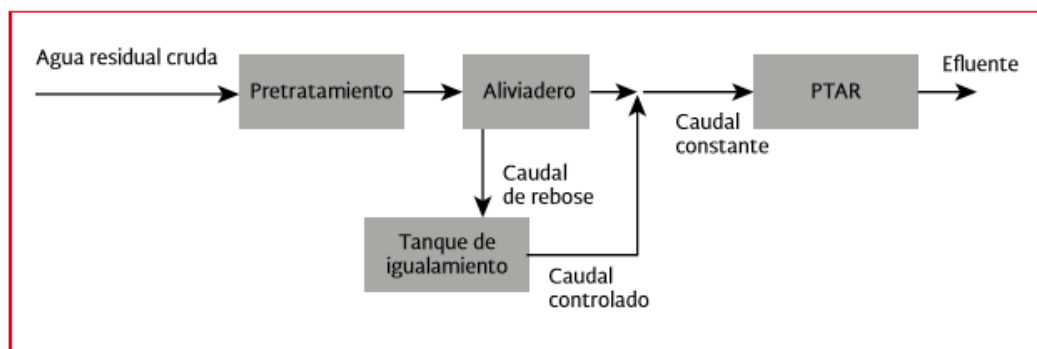 Agua residual cruda
Pretratamiento
Aliviadero
PTAR
Efluente
Caudal
constante
Caudal
de rebose
Tanque de
igualamiento
Caudal
controlado